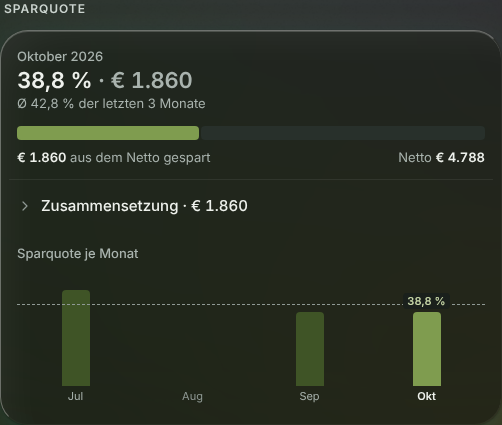 SPARQUOTE
Oktober 2026
38,8 % · € 1.860
Ø 42,8 % der letzten 3 Monate
€ 1.860 aus dem Netto gespart
Netto € 4.788
Zusammensetzung · € 1.860
Sparquote je Monat
38,8 %
Jul
Aug
Sep
Okt